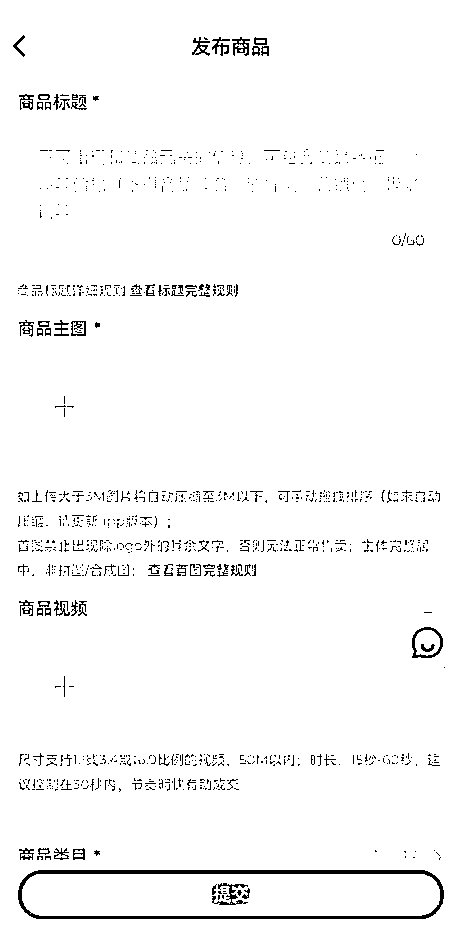 发布商品
商品标题 *
0/60
商品标题详细规则 查看标题完整规则
商品主图 *
如上传大于3M图片将自动压缩至3M以下，可手动拖拽排序（如未自动
压缩，请更新app版本）；
首图禁止出现除logo外的其余文字，否则无法正常售卖；主体完整居
中，非拼图/合成图； 查看首图完整规则
商品视频
尺寸支持1:1或3:4或16:9比例的视频，50M以内；时长，15秒-60秒，建
议控制在30秒内，节奏明快有助成交
商品类目 *
提交